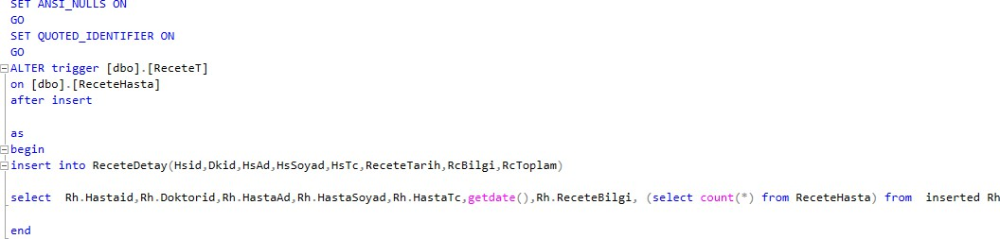 SET ANSI_NULLS ON
GO
SET QUOTED_IDENTIFIER ON
GO
ALTER trigger [dbo].[ReceteT]
on [dbo].[ReceteHasta]
after insert
as
begin
insert into ReceteDetay(Hsid,Dkid,HsAd,HsSoyad,HsTc,ReceteTarih,RcBilgi,RcToplam)
select  Rh.Hastaid,Rh.Doktorid,Rh.HastaAd,Rh.HastaSoyad,Rh.HastaTc,getdate(),Rh.ReceteBilgi, (select count(*) from ReceteHasta) from  inserted Rh
end